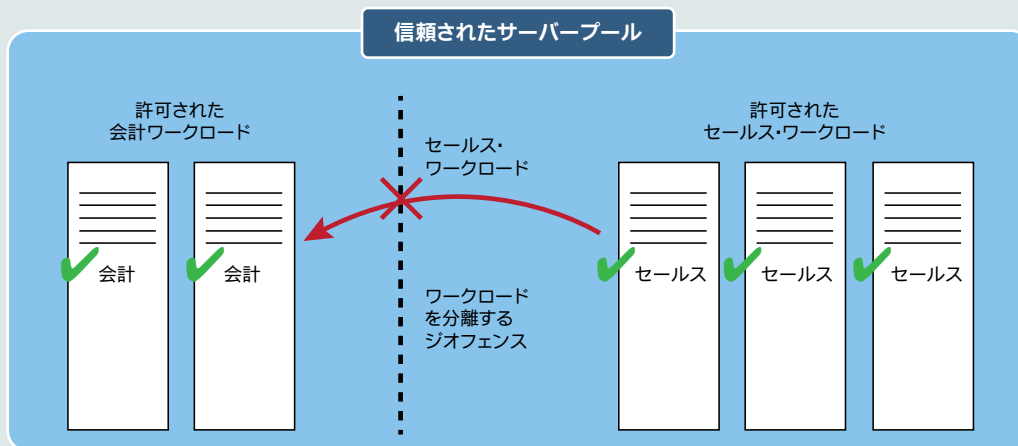 信頼されたサーバープール
許可された
会計ワークロード
セールス・
ワークロード
許可された
セールス・ワークロード
会計
会計
セールス
セールス
セールス
ワークロード
を分離する
ジオフェンス